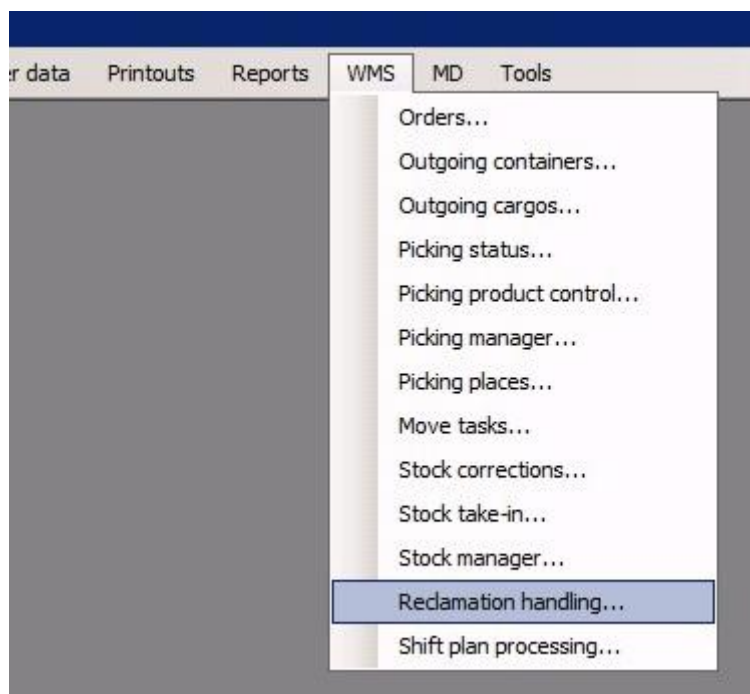 r data Printouts Reports WMS MD Tools
Orders...
Outgoing containers...
Outgoing cargos...
Picking status...
Picking product control...
Picking manager...
Picking places...
Move tasks...
Stock corrections...
Stock take-in...
Stock manager...
Reclamation handling...
Shift plan processing...